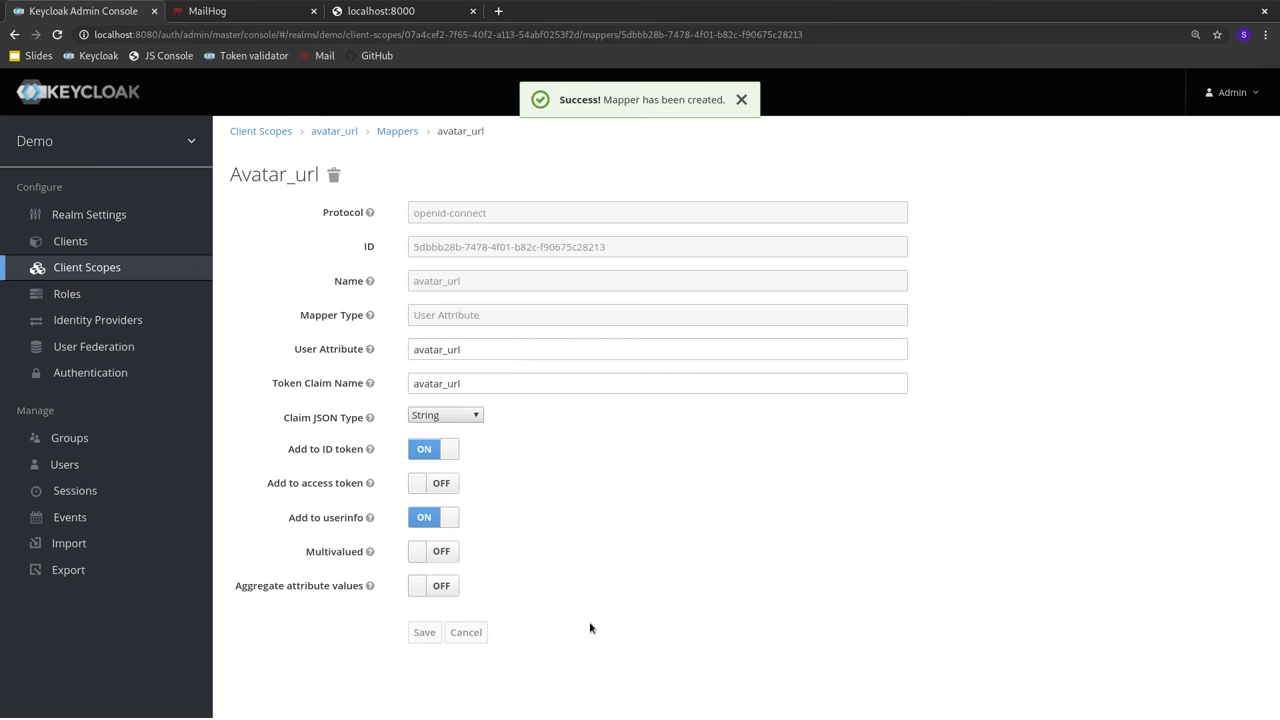 Keycloak Admin Console
MailHog
localhost:8000
localhost:8080/auth/admin/master/console/#/realms/demo/client-scopes/07a4cef2-7f65-40f2-a113-54abf0253f2d/mappers/5dbbb28b-7478-4f01-b82c-f90675c28213
S
Slides
Keycloak
JS Console
Token validator
Mail
GitHub
KEYCLOAK
Success! Mapper has been created.
Admin
Demo
Configure
Realm Settings
Clients
Client Scopes
Roles
Identity Providers
User Federation
Authentication
Manage
Groups
Users
Sessions
Events
Import
Export
Client Scopes > avatar_url > Mappers > avatar_url
Avatar_url
Protocol
openid-connect
ID
5dbbb28b-7478-4f01-b82c-f90675c28213
Name
avatar_url
Mapper Type
User Attribute
User Attribute
avatar_url
Token Claim Name
avatar_url
Claim JSON Type
String
Add to ID token
ON
Add to access token
OFF
Add to userinfo
ON
Multivalued
OFF
Aggregate attribute values
OFF
Save
Cancel